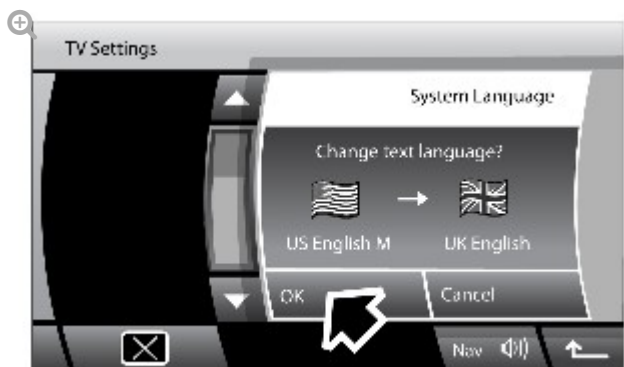 TV Settings
System Language
Change text language?
US English M
UK English
OK
Cancel
Nav